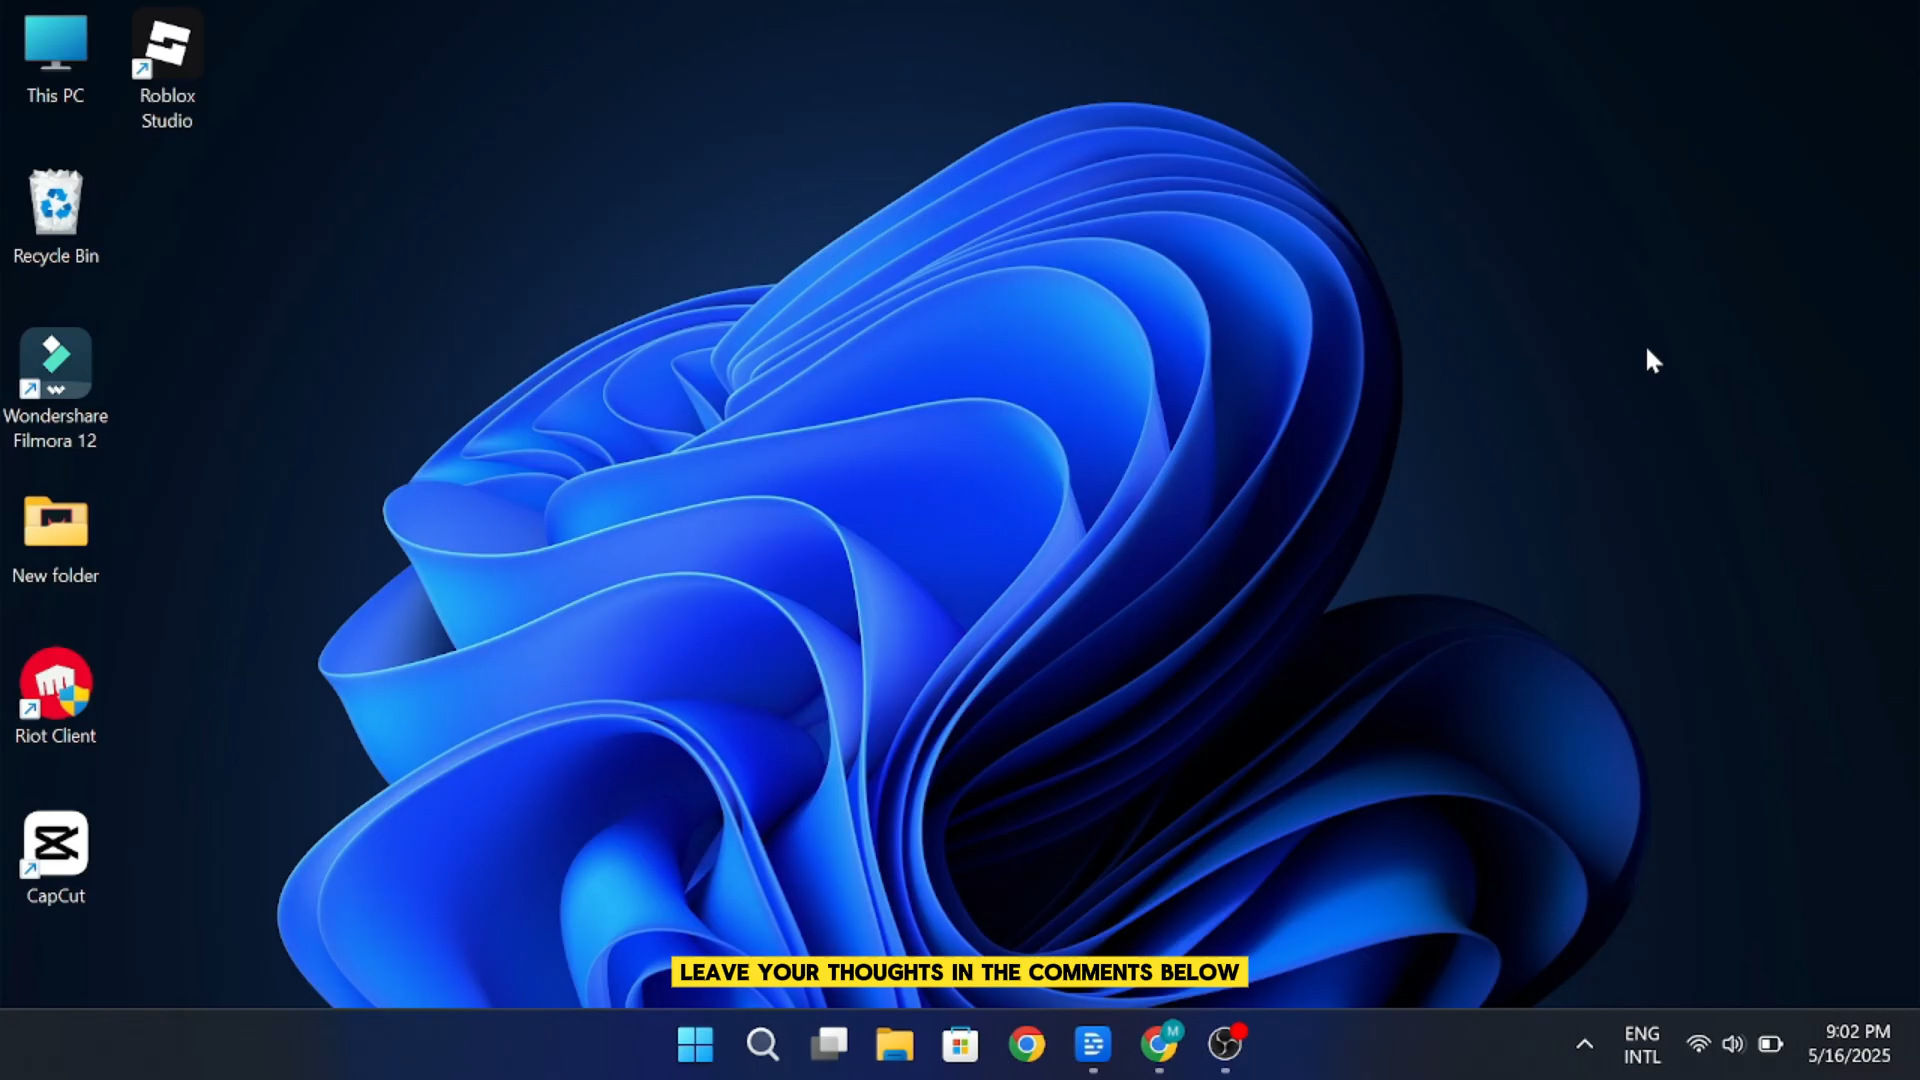 This PC
Roblox
Studio
Recycle Bin
Wondershare
Filmora 12
New folder
Riot Client
CapCut
LEAVE YOUR THOUGHTS IN THE COMMENTS BELOW
M
ENG
INTL
9:02 PM
5/16/2025